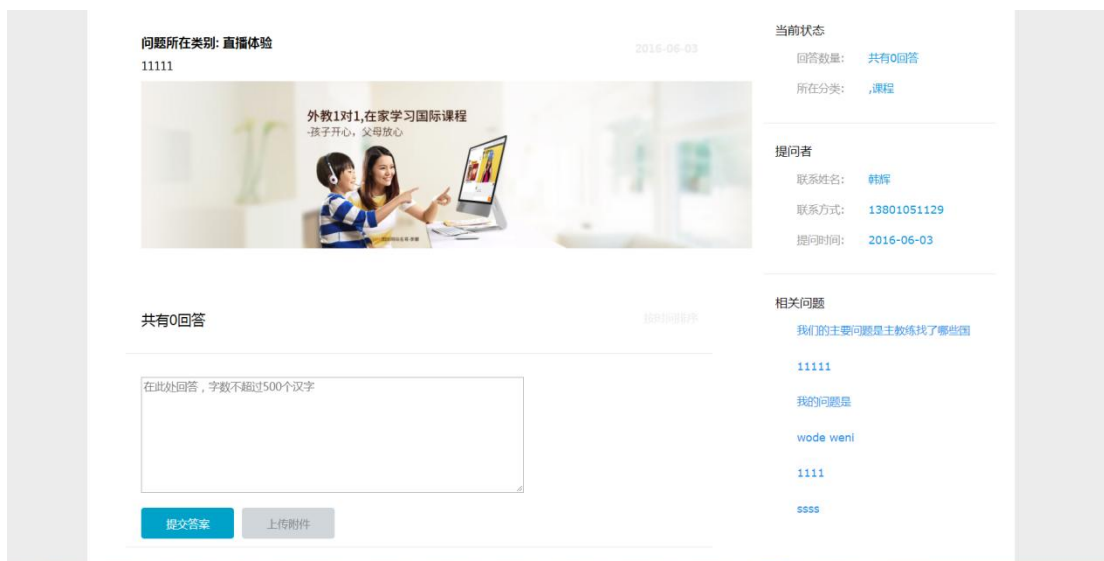 问题所在类别: 直播体验
2016-06-03
11111
外教1对1,在家学习国际课程
-孩子开心，父母放心
共有0回答
按时间排序
在此处回答，字数不超过500个汉字
提交答案
上传附件
当前状态
回答数量: 共有0回答
所在分类: ,课程
提问者
联系姓名: 韩辉
联系方式: 13801051129
提问时间: 2016-06-03
相关问题
我们的主要问题是主教练找了哪些国
11111
我的问题是
wode weni
1111
ssss